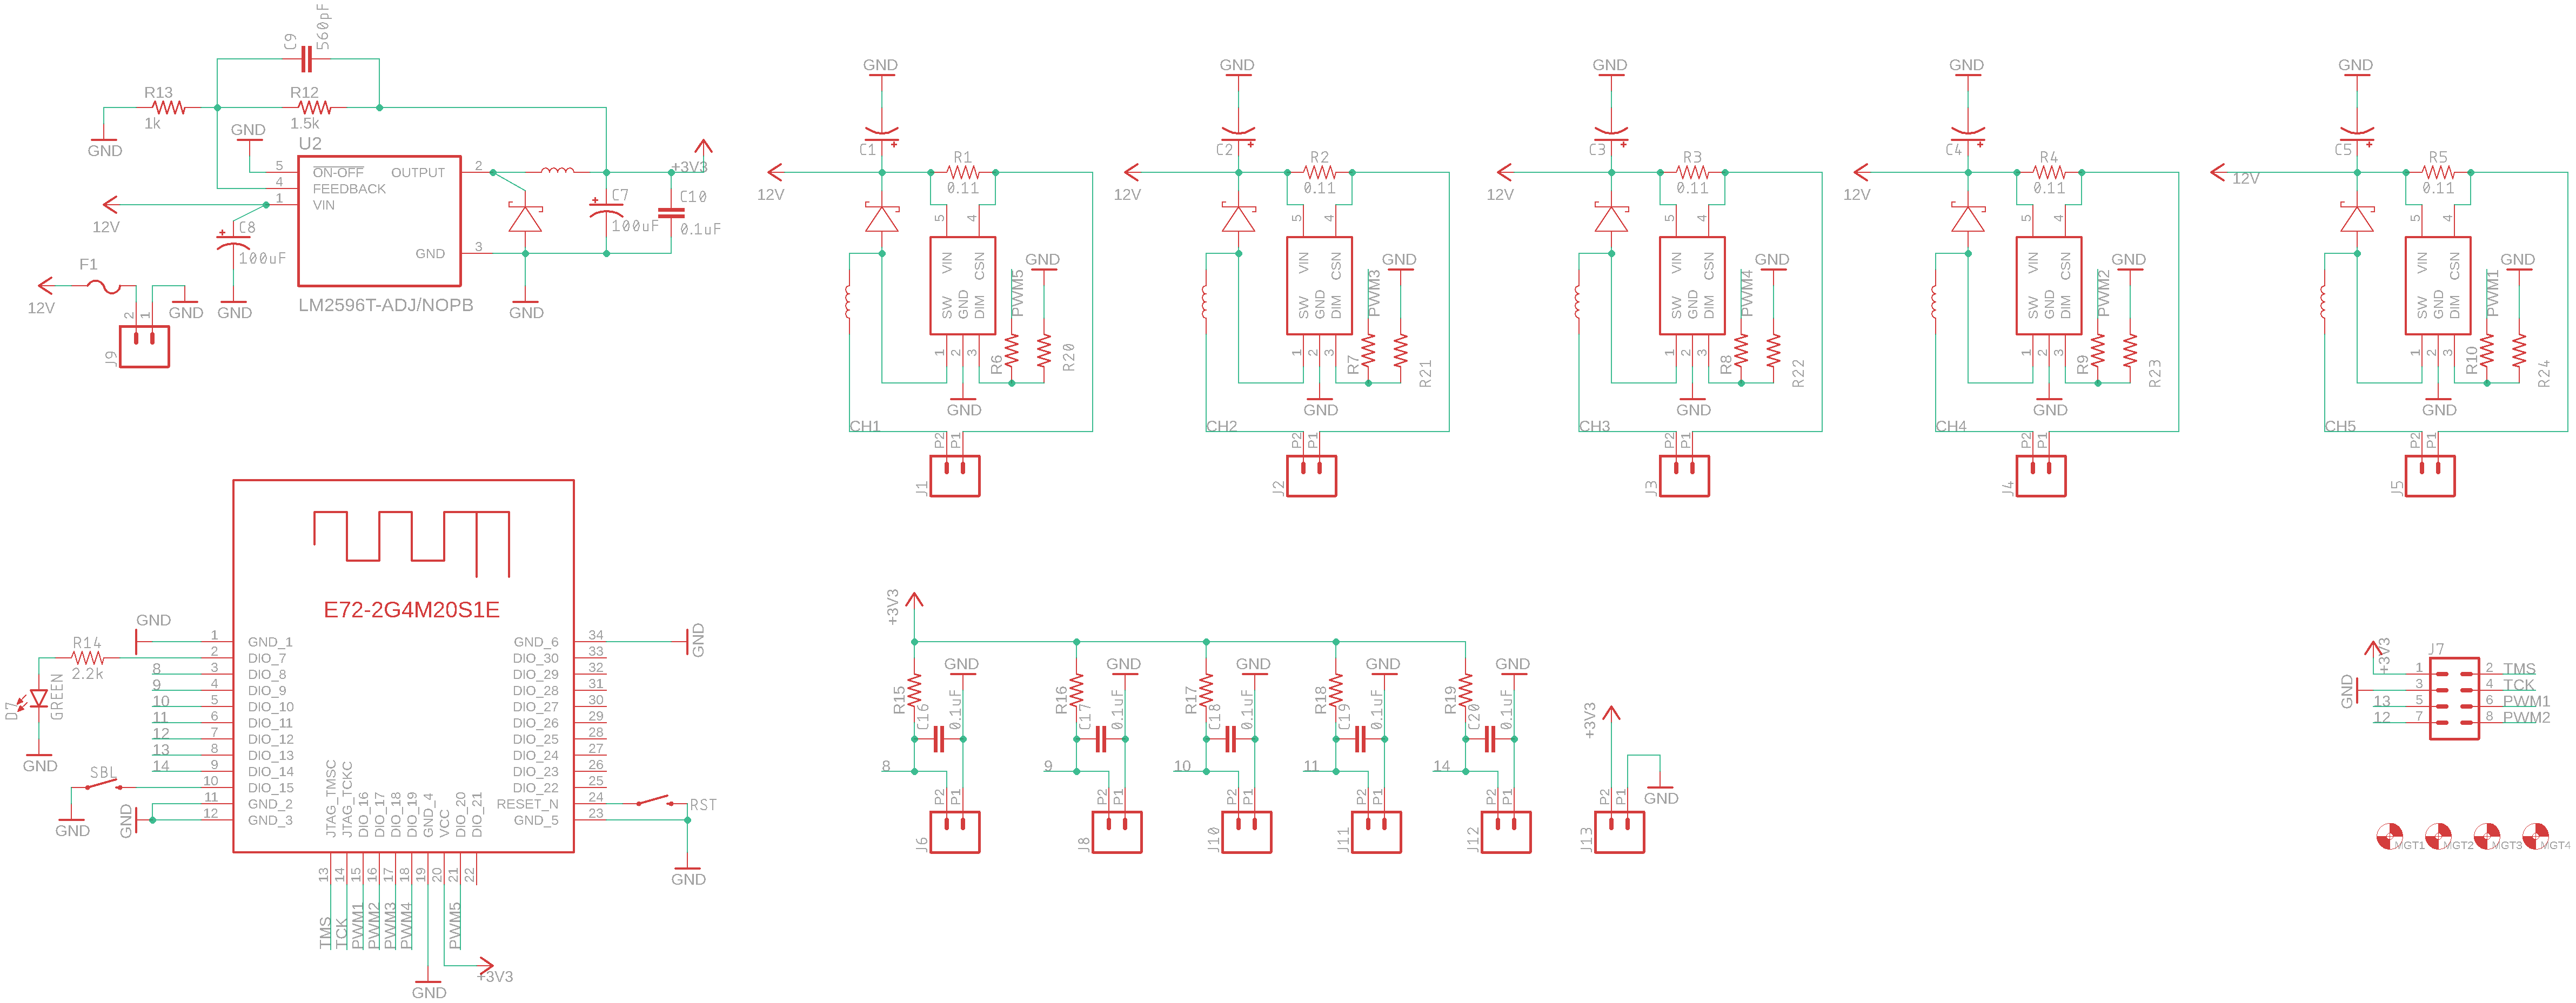 C9
560pF
R13
1k
R12
1.5k
GND
GND
U2
5
4
1
ON-OFF
FEEDBACK
VIN
OUTPUT
GND
2
3
LM2596T-ADJ/NOPB
12V
C8
100uF
GND
+3V3
C7
100uF
C10
0.1uF
GND
F1
12V
GND
2
1
J9
GND
C1
12V
R1
0.11
5
4
VIN
CSN
SW
GND
DIM
1
2
3
PWM5
GND
R6
R20
GND
CH1
P2
P1
J1
GND
C2
12V
R2
0.11
5
4
VIN
CSN
SW
GND
DIM
1
2
3
PWM3
GND
R7
R21
GND
CH2
P2
P1
J2
GND
C3
12V
R3
0.11
5
4
VIN
CSN
SW
GND
DIM
1
2
3
PWM4
GND
R8
R22
GND
CH3
P2
P1
J3
GND
C4
12V
R4
0.11
5
4
VIN
CSN
SW
GND
DIM
1
2
3
PWM2
GND
R9
R23
GND
CH4
P2
P1
J4
GND
C5
12V
R5
0.11
5
4
VIN
CSN
SW
GND
DIM
1
2
3
PWM1
GND
R10
R24
GND
CH5
P2
P1
J5
E72-2G4M20S1E
GND
R14
2.2k
D7
GREEN
GND
8
9
10
11
12
13
14
SBL
GND
GND
1 GND_1
2 DIO_7
3 DIO_8
4 DIO_9
5 DIO_10
6 DIO_11
7 DIO_12
8 DIO_13
9 DIO_14
10 DIO_15
11 GND_2
12 GND_3
GND_6 34
DIO_30 33
DIO_29 32
DIO_28 31
DIO_27 30
DIO_26 29
DIO_25 28
DIO_24 27
DIO_23 26
DIO_22 25
RESET_N 24
GND_5 23
GND
RST
GND
JTAG_TMSC
JTAG_TCKC
DIO_16
DIO_17
DIO_18
DIO_19
GND_4
VCC
DIO_20
DIO_21
13
14
15
16
17
18
19
20
21
22
TMS
TCK
PWM1
PWM2
PWM3
PWM4
PWM5
+3V3
GND
+3V3
R15
GND
C16
0.1uF
8
P2
P1
J6
R16
GND
C17
0.1uF
9
P2
P1
J8
R17
GND
C18
0.1uF
10
P2
P1
J10
R18
GND
C19
0.1uF
11
P2
P1
J11
R19
GND
C20
0.1uF
14
P2
P1
J12
+3V3
GND
P2
P1
J13
+3V3
J7
GND
1
2 TMS
3
4 TCK
13 5
6 PWM1
12 7
8 PWM2
MGT1
MGT2
MGT3
MGT4